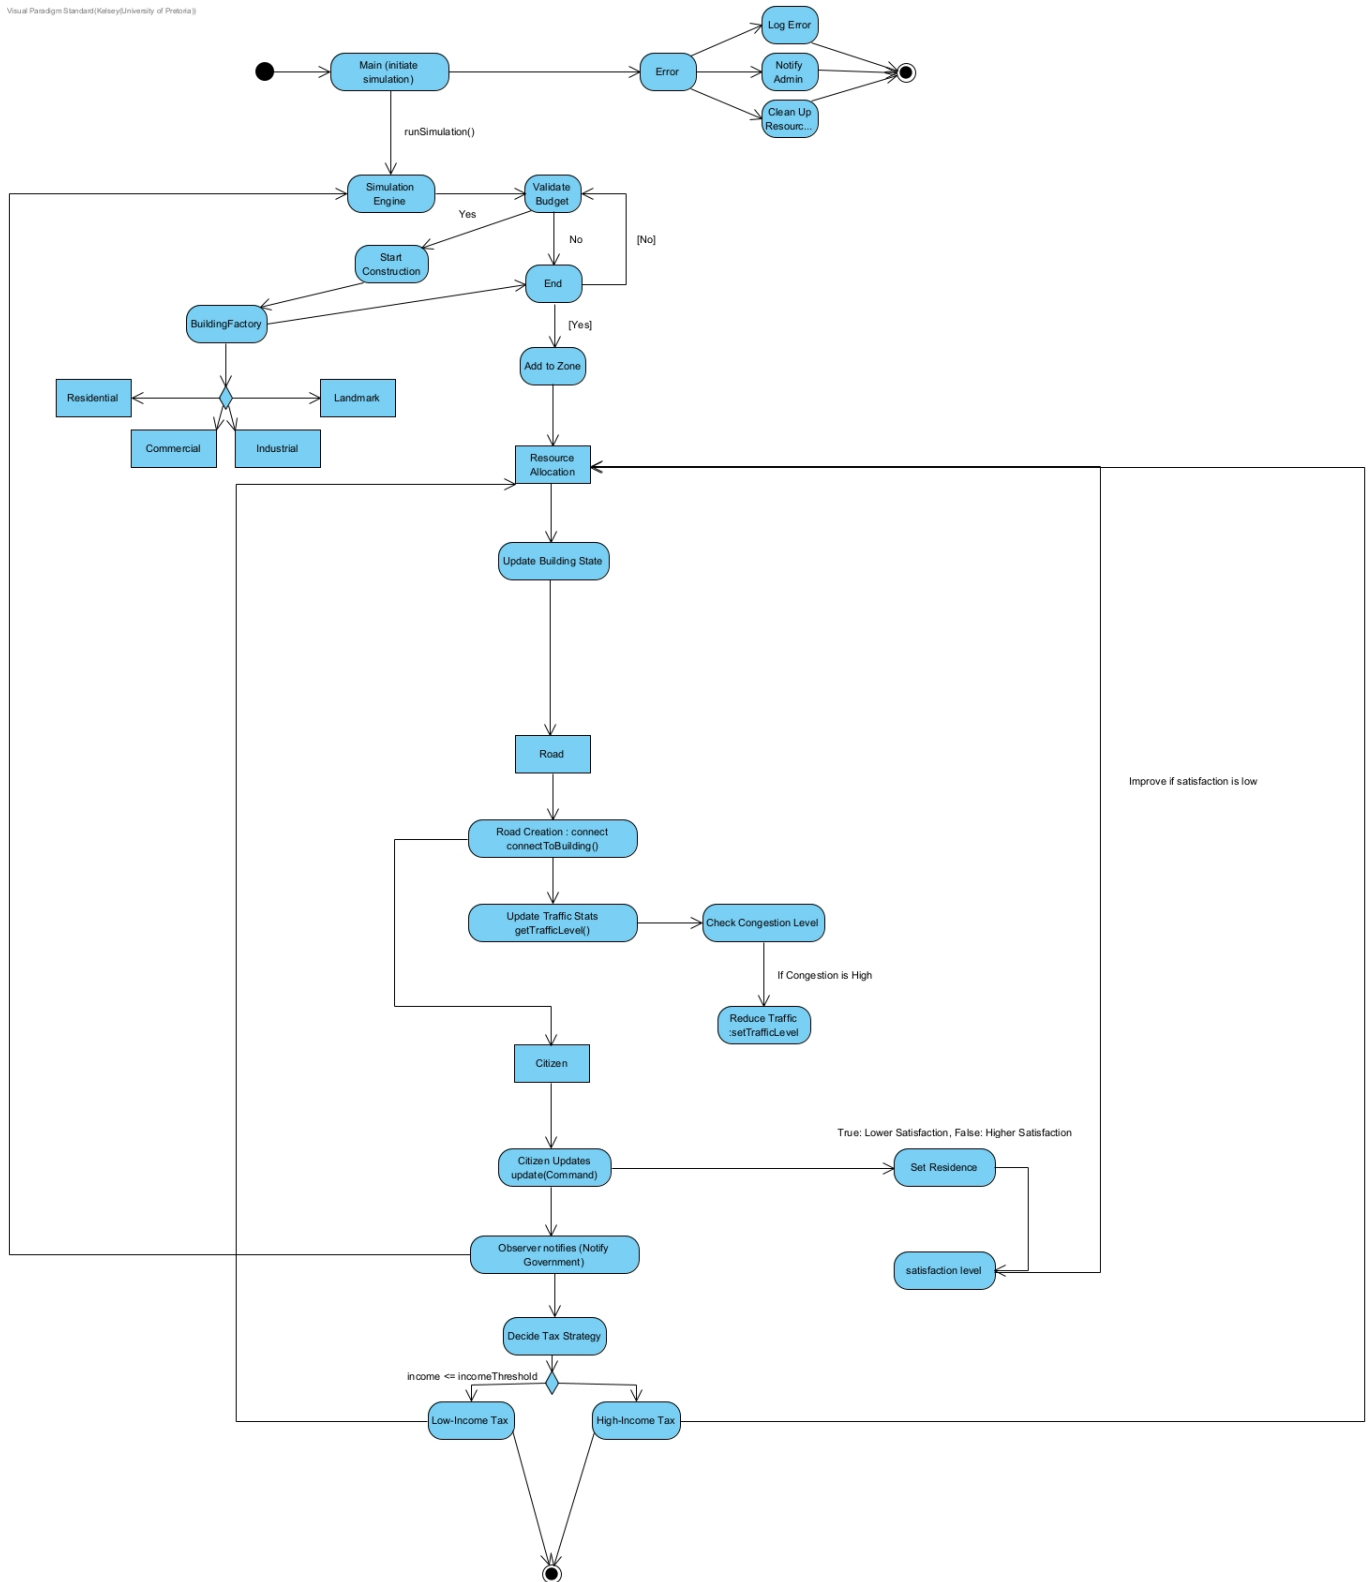 Visual Paradigm Standard(Kelsey(University of Pretoria))
Log Error
Main (initiate
simulation)
Error
Notify
Admin
Clean Up
Resourc...
runSimulation()
Simulation
Engine
Validate
Budget
Yes
No
[No]
Start
Construction
End
BuildingFactory
[Yes]
Add to Zone
Residential
Landmark
Commercial
Industrial
Resource
Allocation
Update Building State
Road
Improve if satisfaction is low
Road Creation : connect
connectToBuilding()
Update Traffic Stats
getTrafficLevel()
Check Congestion Level
If Congestion is High
Reduce Traffic
:setTrafficLevel
Citizen
True: Lower Satisfaction, False: Higher Satisfaction
Citizen Updates
update(Command)
Set Residence
Observer notifies (Notify
Government)
satisfaction level
Decide Tax Strategy
income <= incomeThreshold
Low-Income Tax
High-Income Tax